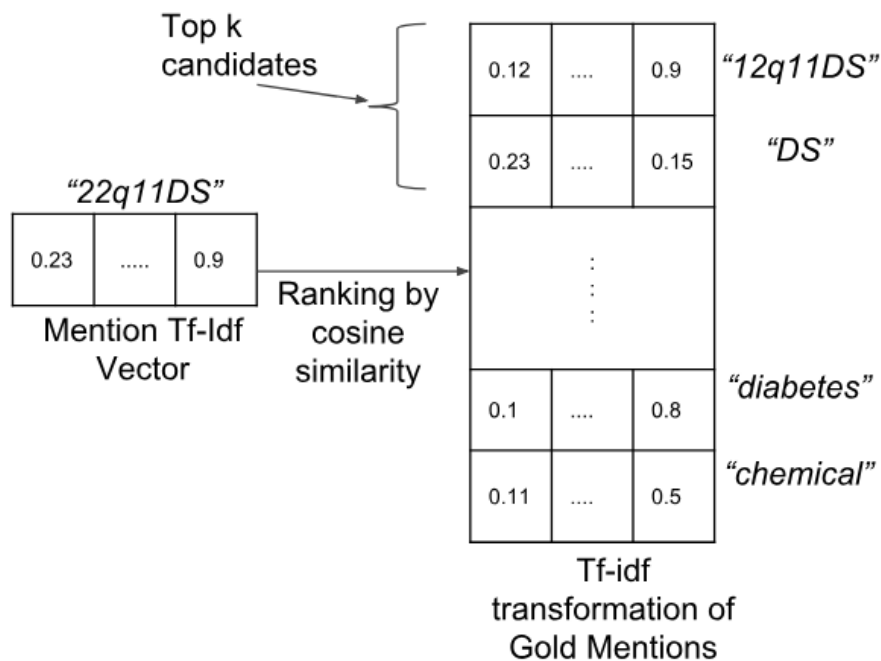 Top k
candidates
“22q11DS”
0.23 ..... 0.9
Mention Tf-Idf
Vector
Ranking by
cosine
similarity
0.12 .... 0.9
“12q11DS”
0.23 .... 0.15
“DS”
:
:
:
0.1 .... 0.8
“diabetes”
0.11 .... 0.5
“chemical”
Tf-idf
transformation of
Gold Mentions